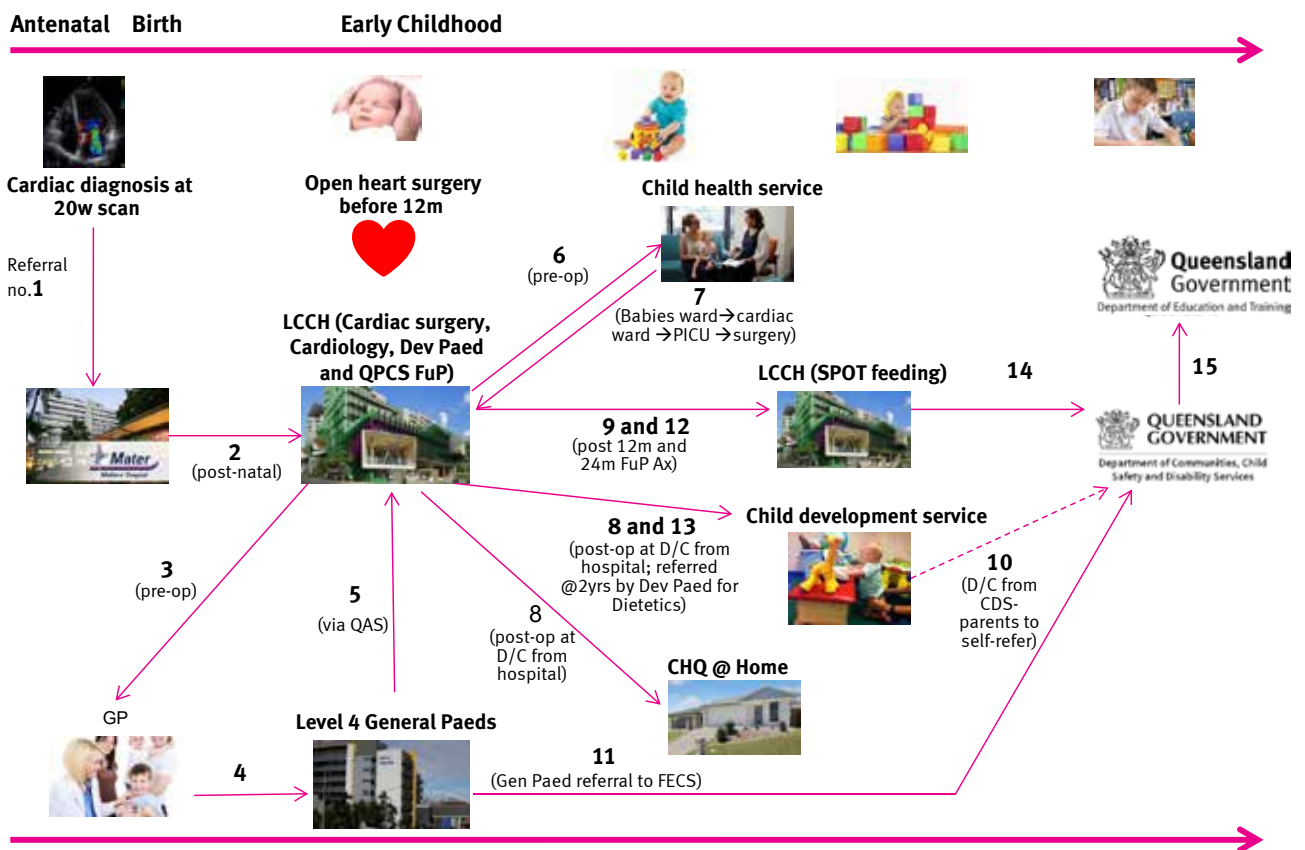 Antenatal Birth Early Childhood
Cardiac diagnosis at
20w scan
Open heart surgery
before 12m
Child health service
Referral
no.1
6
(pre-op)
7
(Babies ward→cardiac
ward →PICU →surgery)
Queensland
Government
Department of Education and Training
LCCH (Cardiac surgery,
Cardiology, Dev Paed
and QPCS FuP)
LCCH (SPOT feeding)
14
15
Mater
2
(post-natal)
9 and 12
(post 12m and
24m FuP Ax)
QUEENSLAND
GOVERNMENT
Department of Communities, Child
Safety and Disability Services
3
(pre-op)
5
(via QAS)
8
(post-op at
D/C from
hospital)
8 and 13
(post-op at D/C from
hospital; referred
@2yrs by Dev Paed for
Dietetics)
Child development service
10
(D/C from
CDS-
parents to
self-refer)
CHQ @ Home
GP
Level 4 General Paeds
4
11
(Gen Paed referral to FECS)